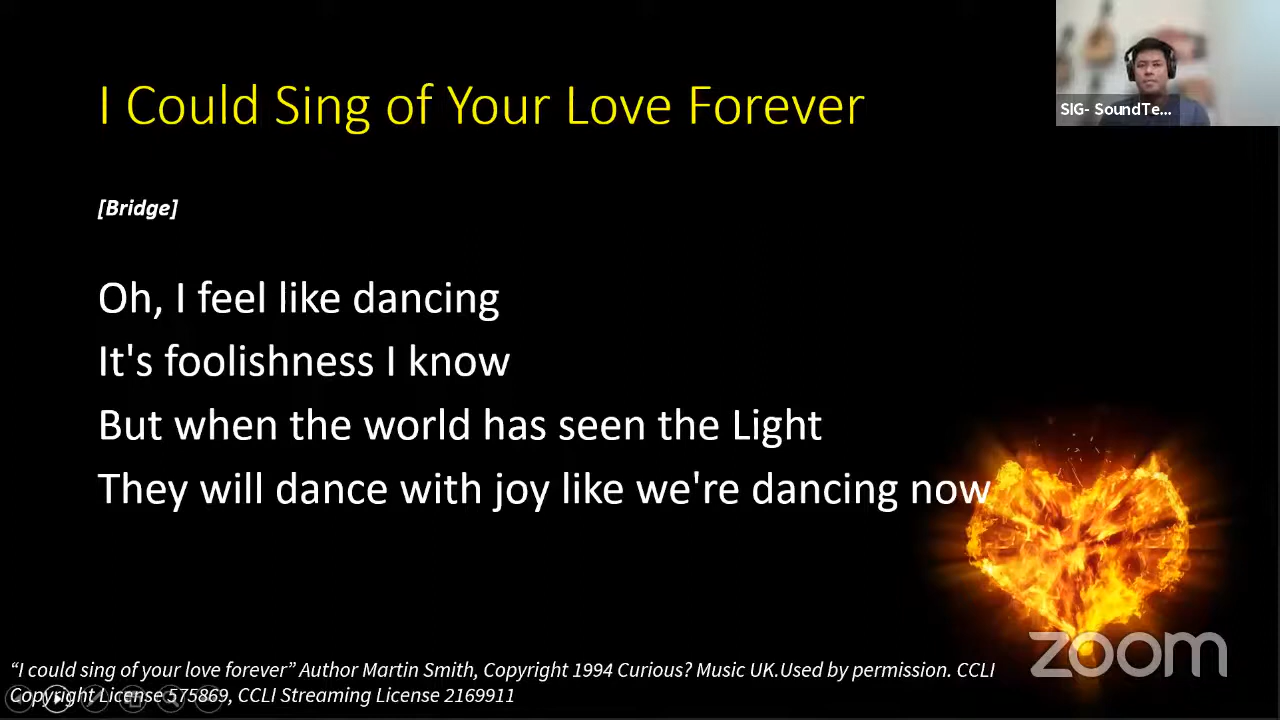 I Could Sing of Your Love Forever
SIG- SoundTe...
[Bridge]
Oh, I feel like dancing
It's foolishness I know
But when the world has seen the Light
They will dance with joy like we're dancing now
“I could sing of your love forever” Author Martin Smith, Copyright 1994 Curious? Music UK.Used by permission. CCLI
Copyright License 575869, CCLI Streaming License 2169911
zoom